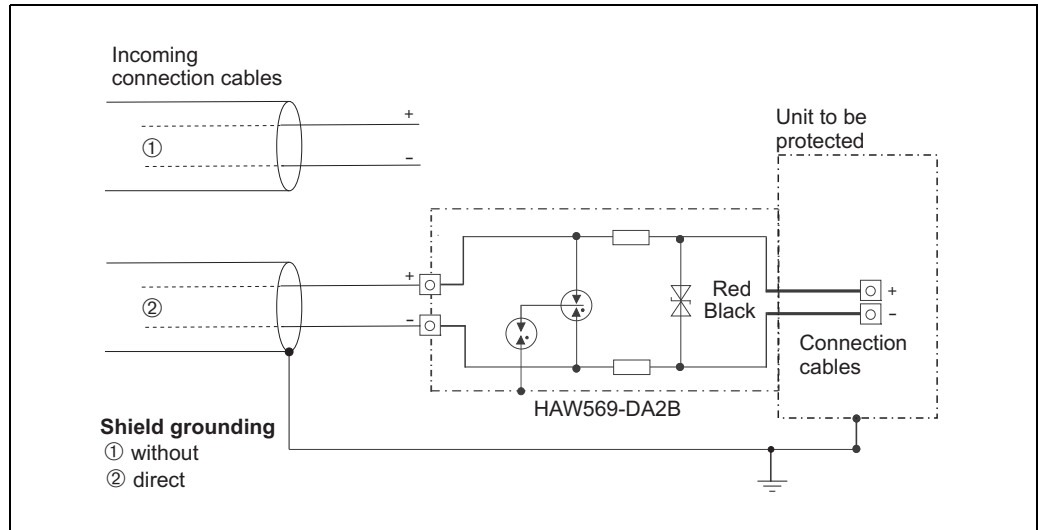 Incoming
connection cables
+
①
−
Unit to be
protected
+
②
−
Red
Black
+
−
Connection
cables
HAW569-DA2B
Shield grounding
① without
② direct